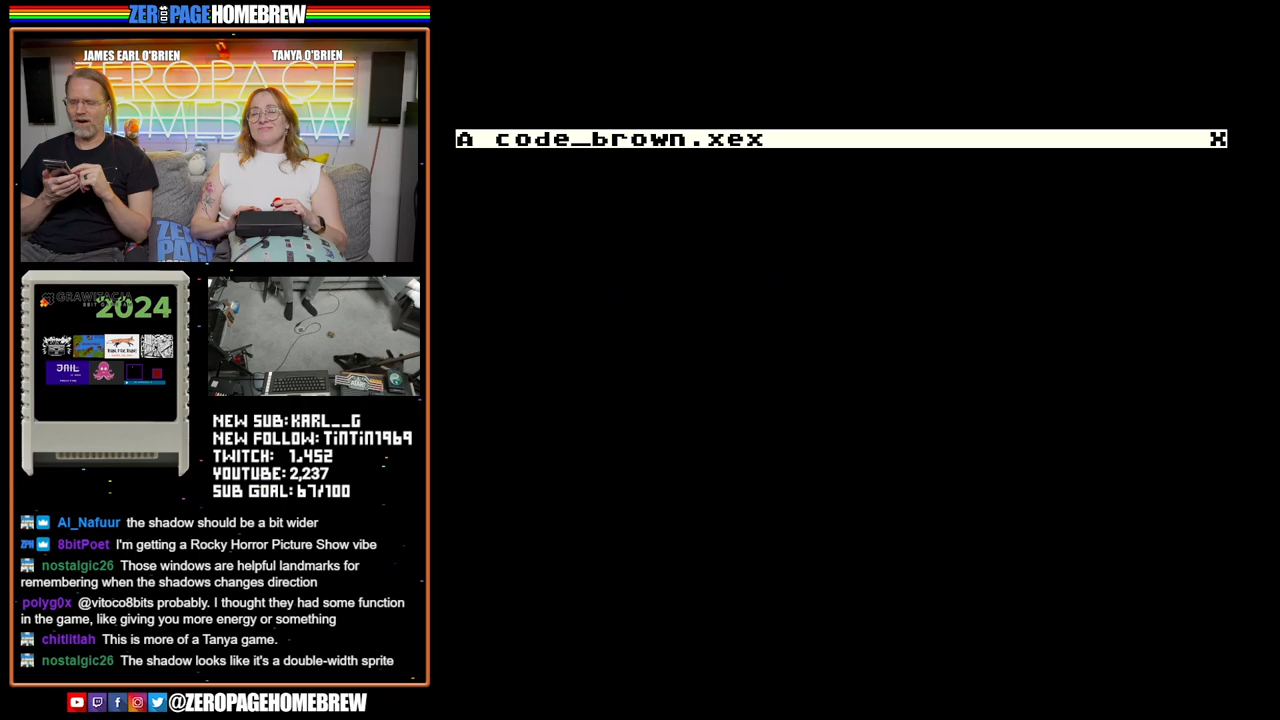 ZEROPAGE HOMEBREW
JAMES EARL O'BRIEN
TANYA O'BRIEN
ZEROPAGE
HOMEBREW
A code_brown.xex X
ZERO
PAGE
GRAWITACJA
2024
JAIL
NEW SUB: KARL__G
NEW FOLLOW: TINTIN1969
TWITCH: 1,452
YOUTUBE: 2,237
SUB GOAL: 67/100
Al_Nafuur the shadow should be a bit wider
8bitPoet I'm getting a Rocky Horror Picture Show vibe
nostalgic26 Those windows are helpful landmarks for
remembering when the shadows changes direction
polyg0x @vitoco8bits probably. I thought they had some function
in the game, like giving you more energy or something
chitlitlah This is more of a Tanya game.
nostalgic26 The shadow looks like it's a double-width sprite
@ZEROPAGEHOMEBREW